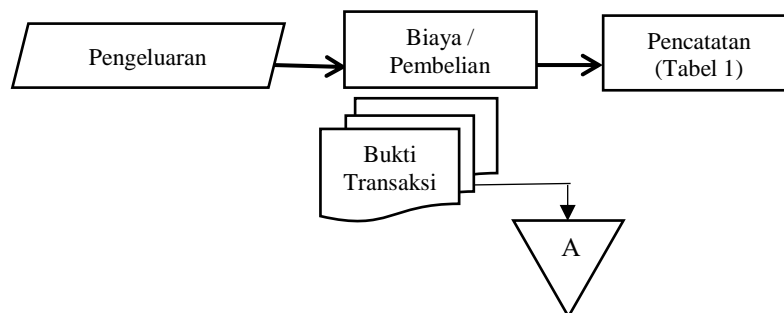 Pengeluaran
Biaya /
Pembelian
Pencatatan
(Tabel 1)
Bukti
Transaksi
A